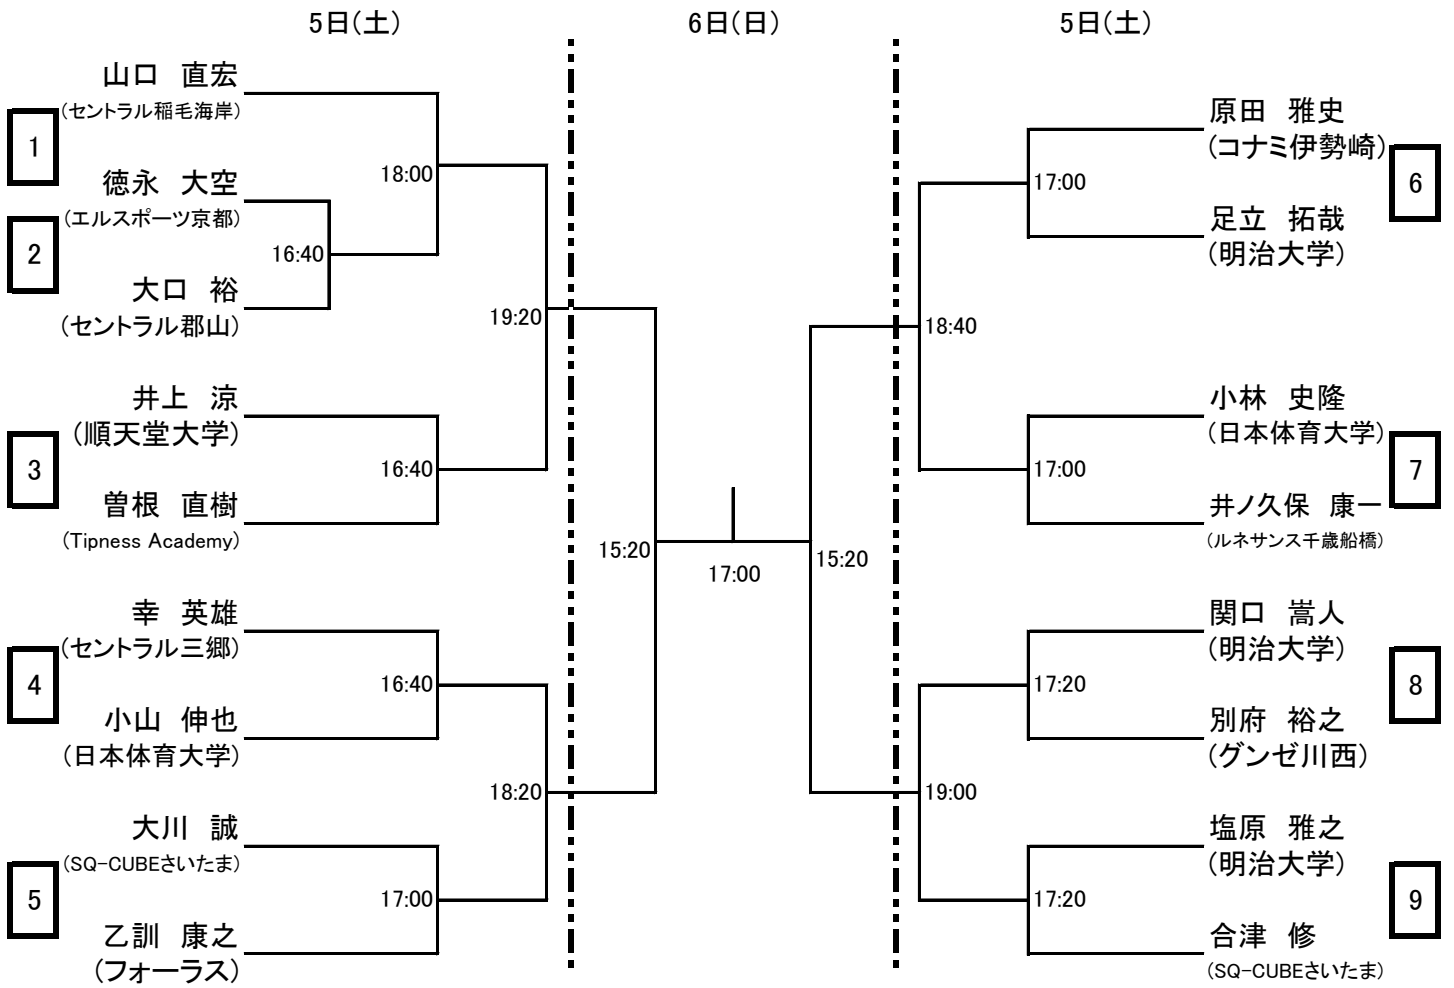 5日(土)
6日(日)
5日(土)
山口 直宏
(セントラル稲毛海岸)
1
徳永 大空
(エルスポーツ京都)
2
大口 裕
(セントラル郡山)
16:40
18:00
井上 涼
(順天堂大学)
3
曽根 直樹
(Tipness Academy)
16:40
19:20
幸 英雄
(セントラル三郷)
4
小山 伸也
(日本体育大学)
16:40
大川 誠
(SQ-CUBEさいたま)
5
乙訓 康之
(フォーラス)
17:00
18:20
15:20
17:00
15:20
原田 雅史
(コナミ伊勢崎)
6
足立 拓哉
(明治大学)
17:00
18:40
小林 史隆
(日本体育大学)
7
井ノ久保 康一
(ルネサンス千歳船橋)
17:00
関口 嵩人
(明治大学)
8
別府 裕之
(グンゼ川西)
17:20
19:00
塩原 雅之
(明治大学)
9
合津 修
(SQ-CUBEさいたま)
17:20